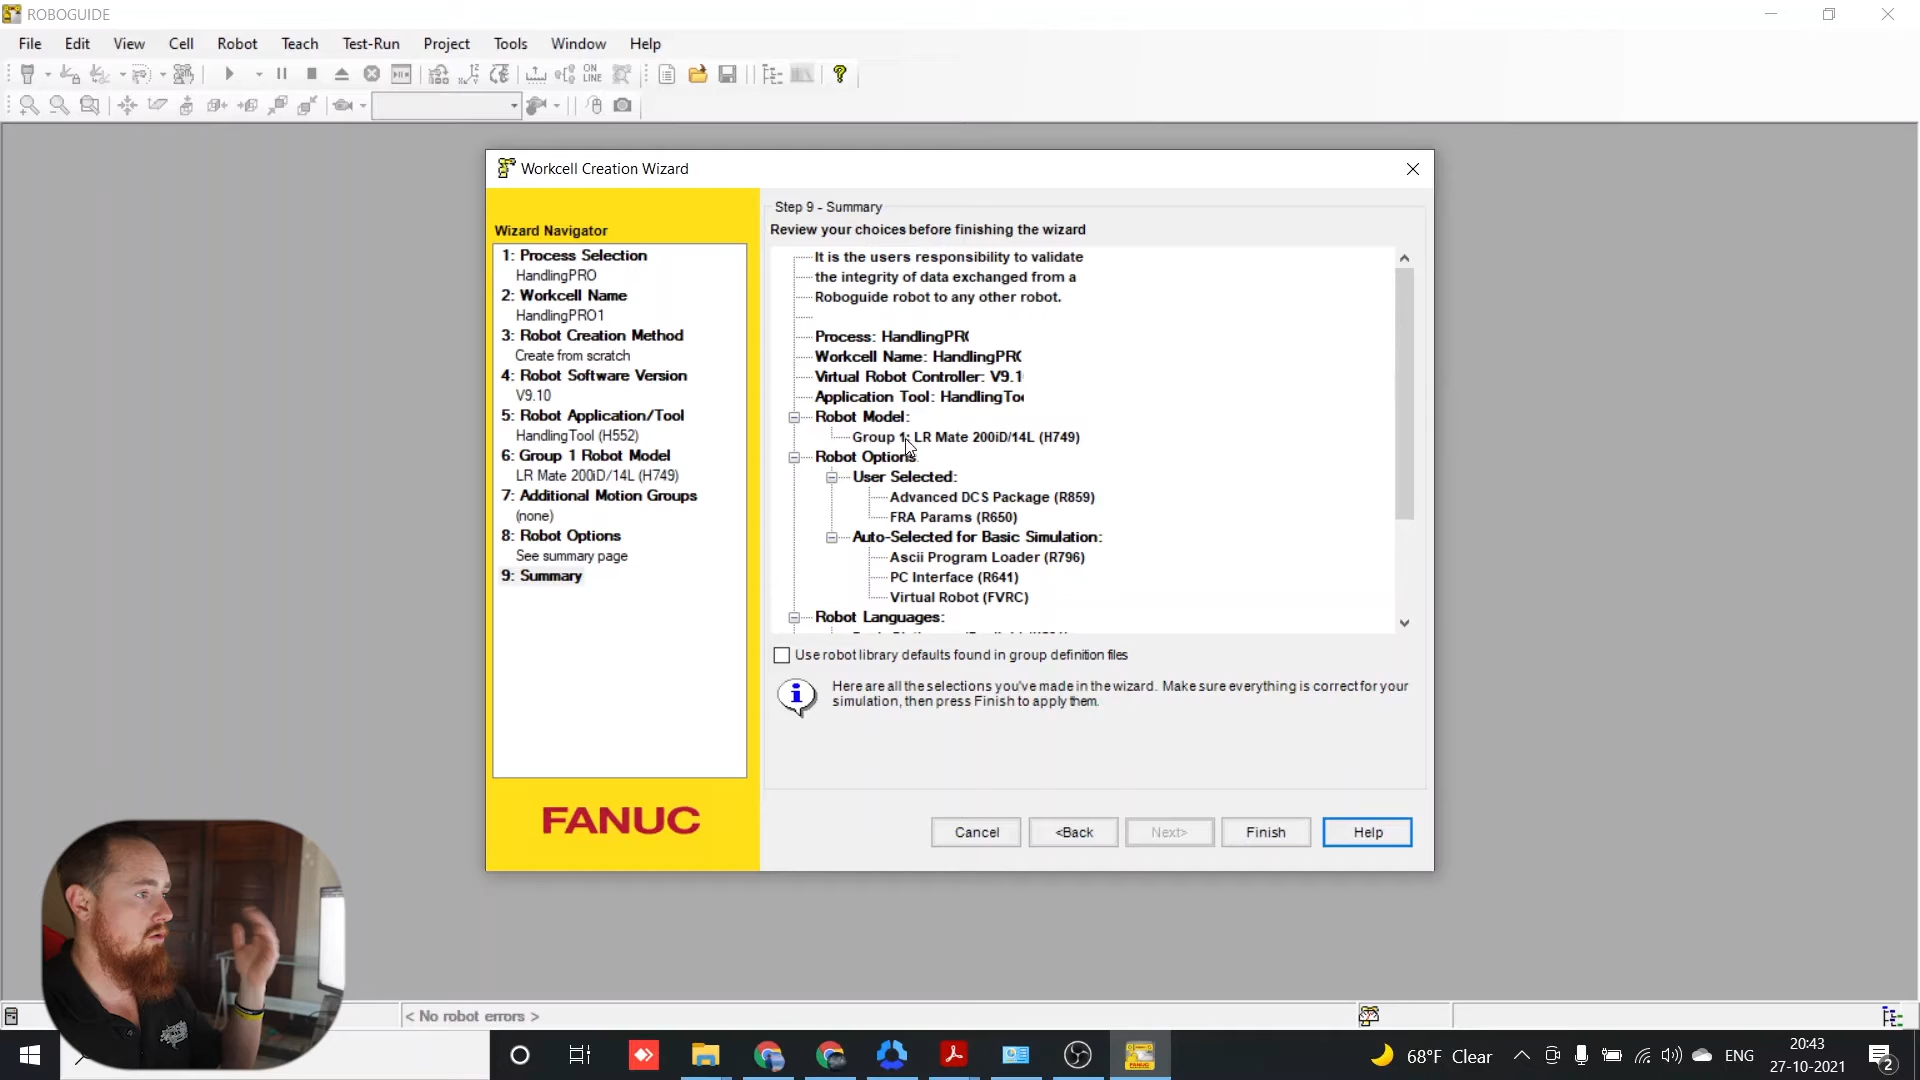 ROBOGUIDE
File Edit View Cell Robot Teach Test-Run Project Tools Window Help
ON
LINE
Workcell Creation Wizard
Wizard Navigator
1: Process Selection
HandlingPRO
2: Workcell Name
HandlingPRO1
3: Robot Creation Method
Create from scratch
4: Robot Software Version
V9.10
5: Robot Application/Tool
HandlingTool (H552)
6: Group 1 Robot Model
LR Mate 200iD/14L (H749)
7: Additional Motion Groups
(none)
8: Robot Options
See summary page
9: Summary
FANUC
Step 9 - Summary
Review your choices before finishing the wizard
It is the users responsibility to validate
the integrity of data exchanged from a
Roboguide robot to any other robot.
Process: HandlingPR
Workcell Name: HandlingPR
Virtual Robot Controller: V9.1
Application Tool: HandlingTo
Robot Model:
Group 1: LR Mate 200iD/14L (H749)
Robot Options
User Selected:
Advanced DCS Package (R859)
FRA Params (R650)
Auto-Selected for Basic Simulation:
Ascii Program Loader (R796)
PC Interface (R641)
Virtual Robot (FVRC)
Robot Languages:
Use robot library defaults found in group definition files
Here are all the selections you've made in the wizard. Make sure everything is correct for your
simulation, then press Finish to apply them.
Cancel <Back Next> Finish Help
< No robot errors >
68°F Clear ENG
20:43
27-10-2021
2